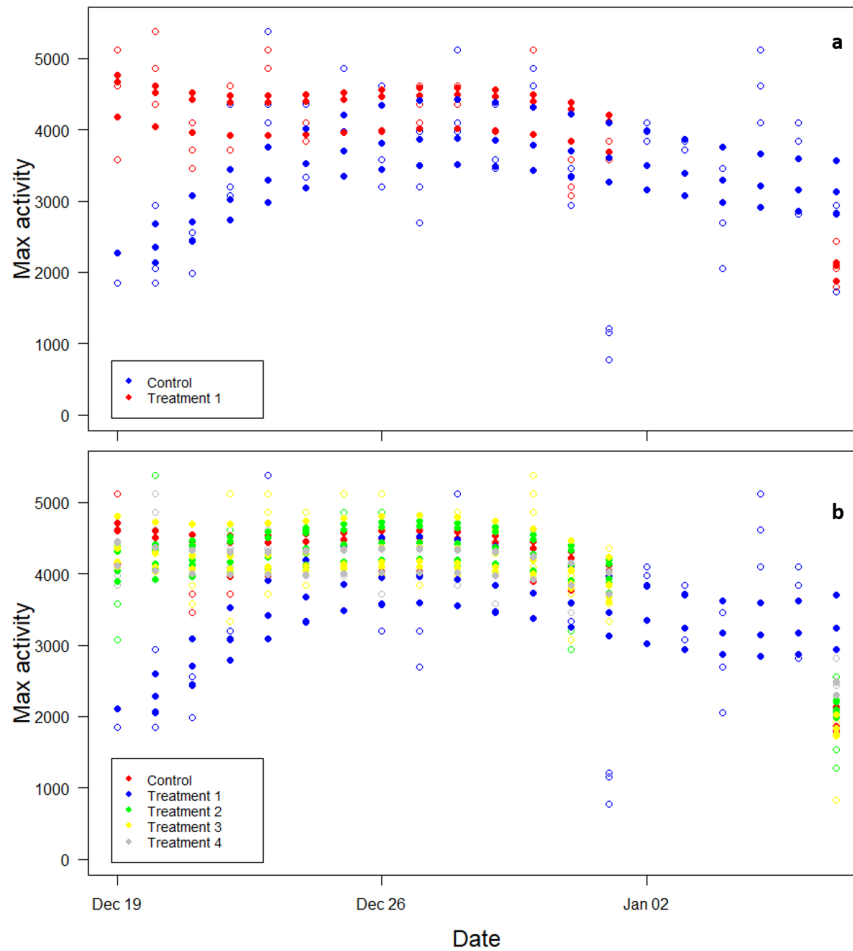 a
5000
4000
3000
2000
1000
0
Max activity
Control
Treatment 1
b
5000
4000
3000
2000
1000
0
Max activity
Control
Treatment 1
Treatment 2
Treatment 3
Treatment 4
Dec 19
Dec 26
Jan 02
Date